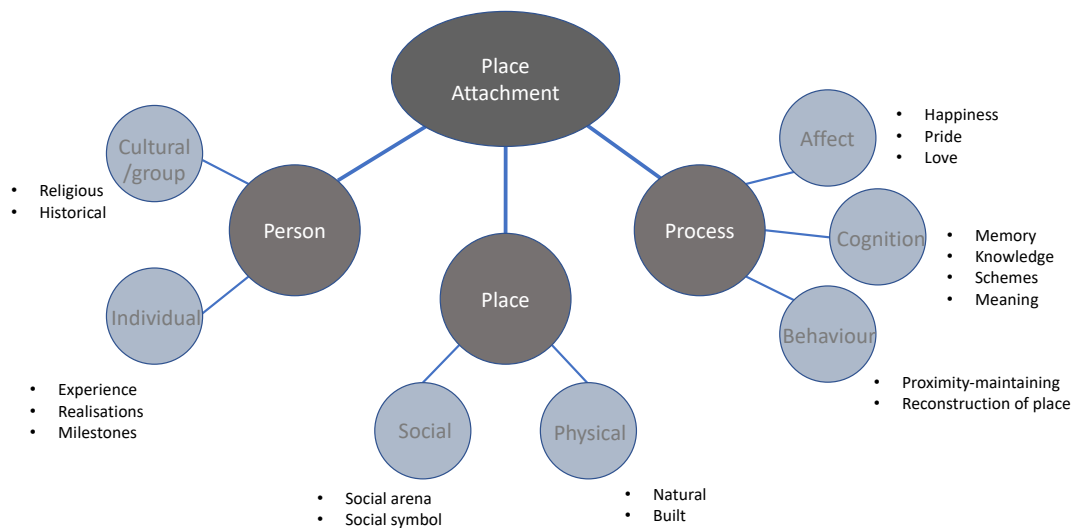 Place
Attachment
Cultural
/group
• Religious
• Historical
Person
Individual
• Experience
• Realisations
• Milestones
Place
Social
• Social arena
• Social symbol
Physical
• Natural
• Built
Process
Affect
• Happiness
• Pride
• Love
Cognition
• Memory
• Knowledge
• Schemes
• Meaning
Behaviour
• Proximity-maintaining
• Reconstruction of place